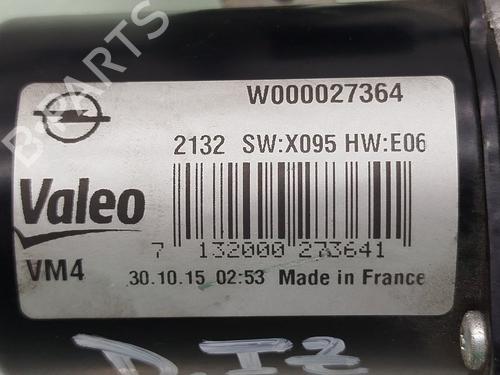 W000027364
2132 SW:X095 HW:E06
Valeo
7 132000 273641
VM4
30.10.15 02:53 Made in France
B-PARTS